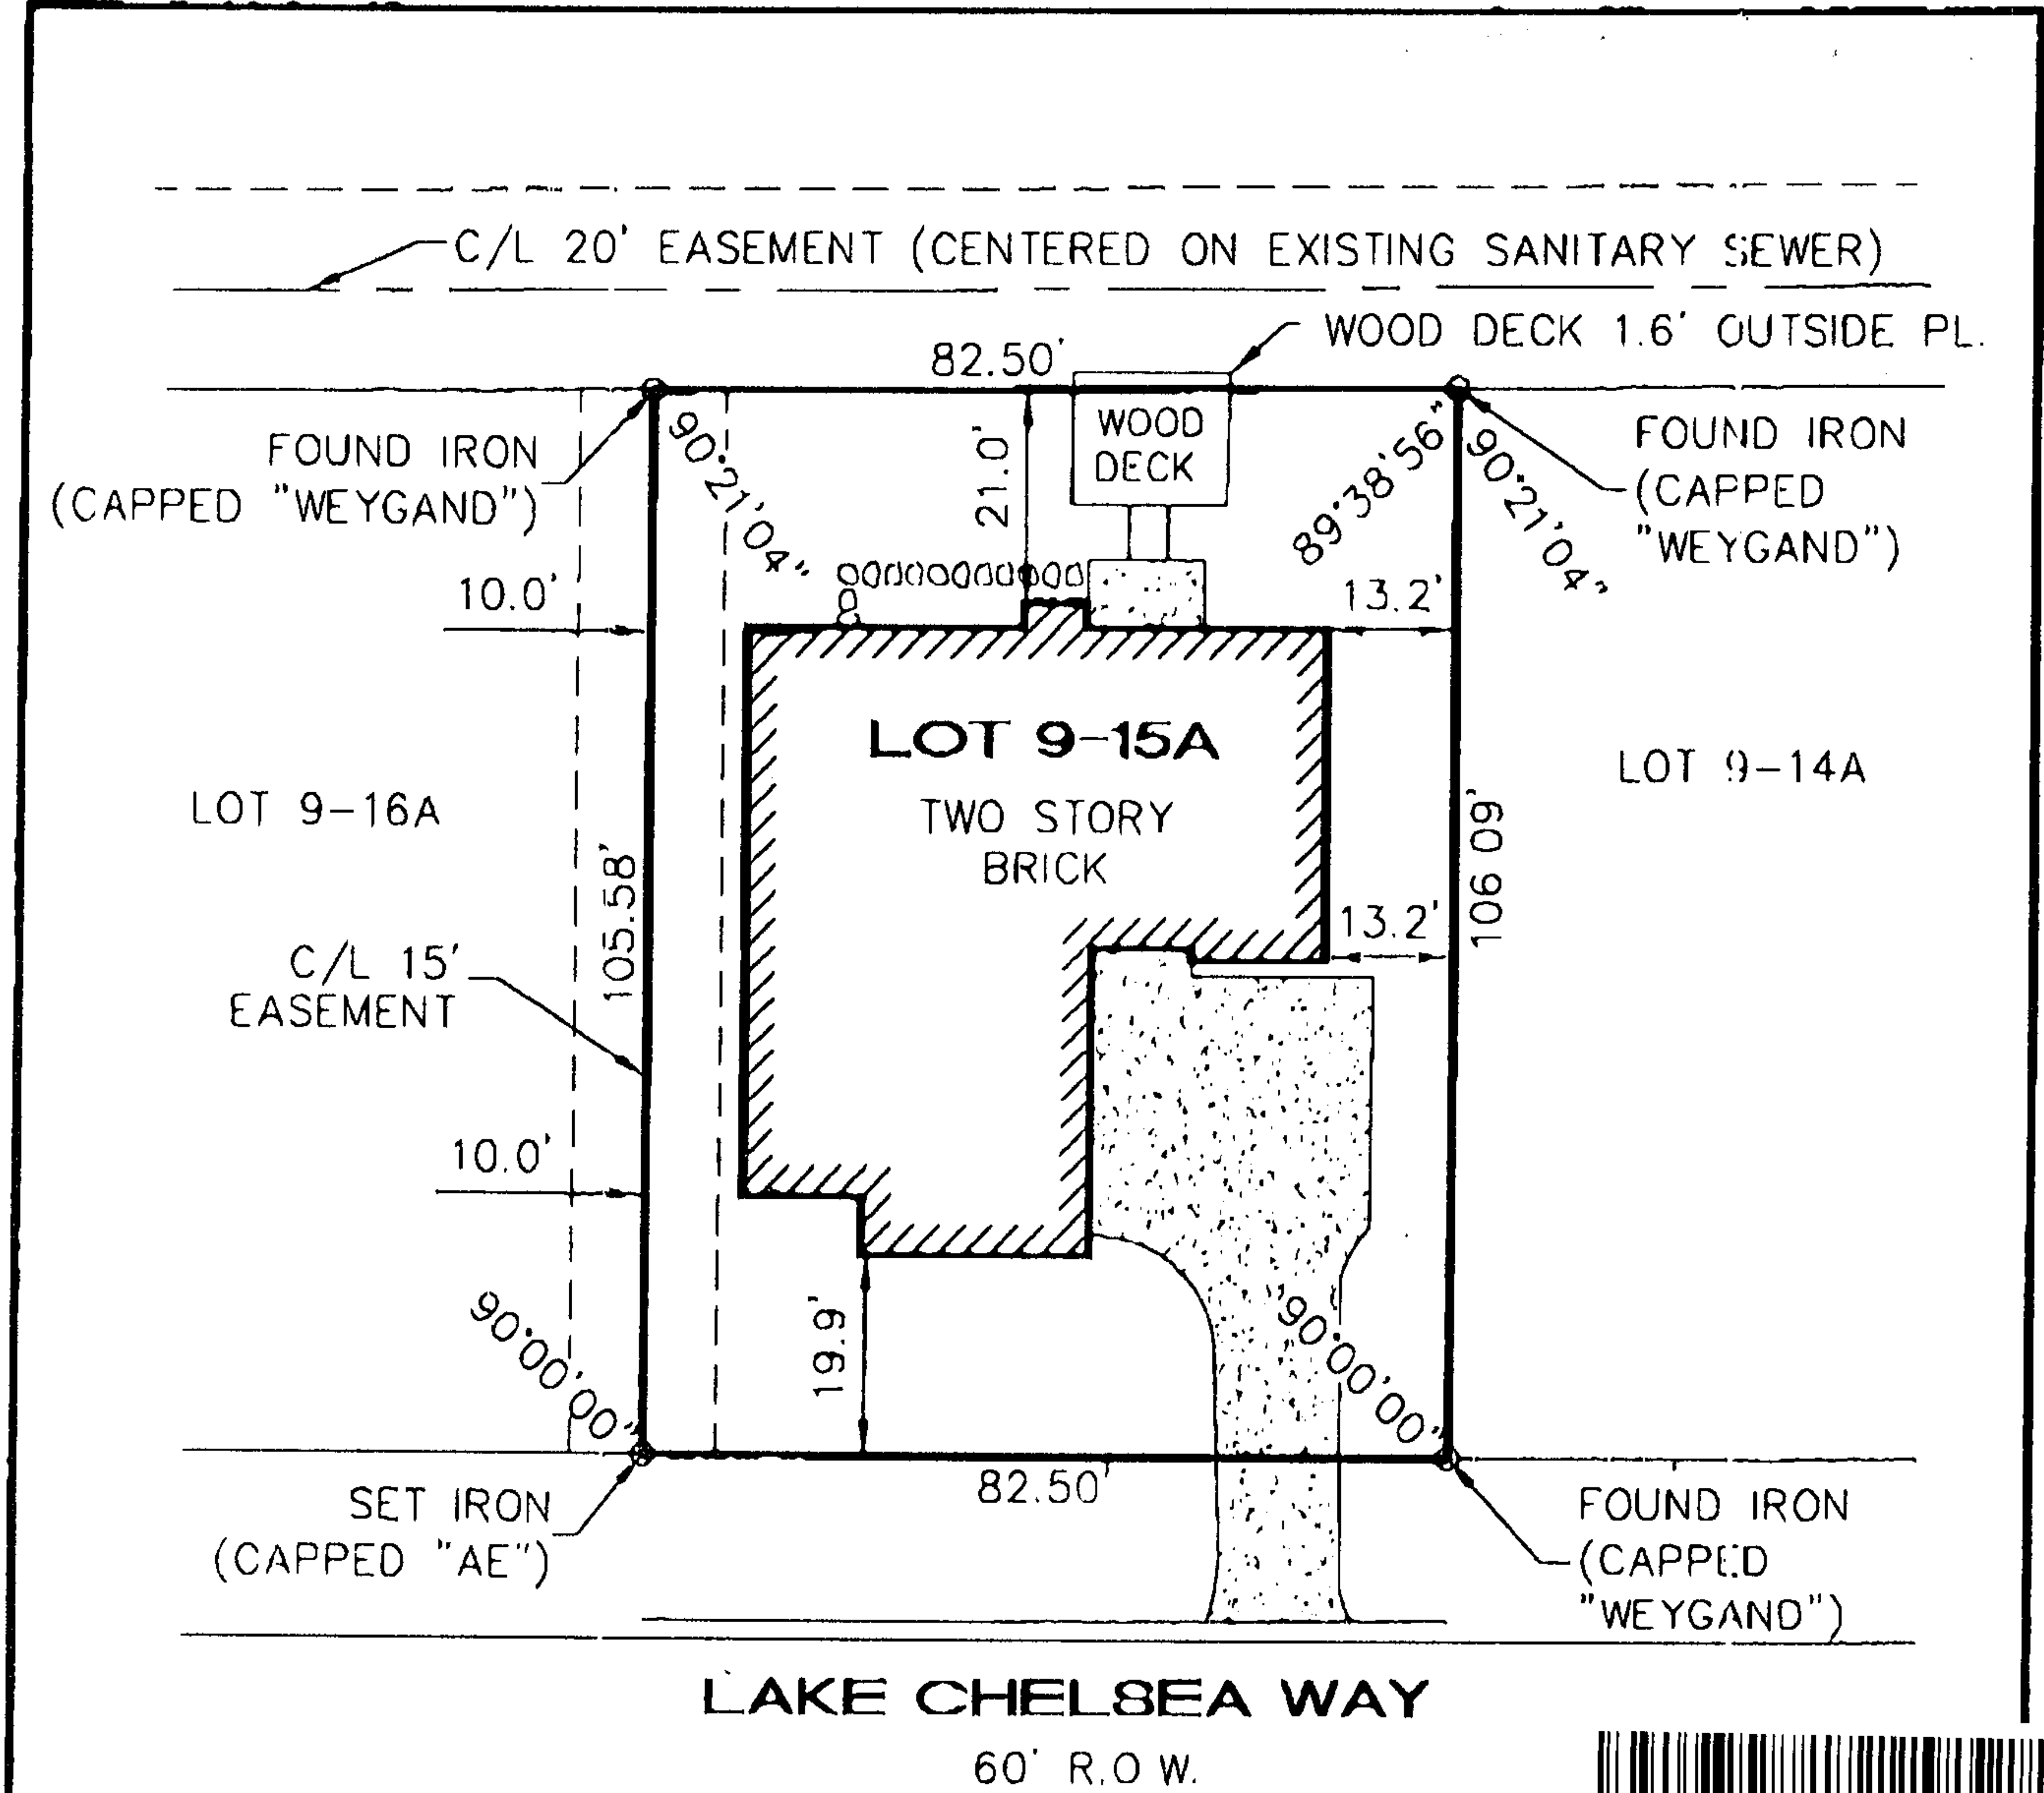 C/L 20' EASEMENT (CENTERED ON EXISTING SANITARY SEWER)
WOOD DECK 1.6' OUTSIDE PL.
82.50'
FOUND IRON
(CAPPED "WEYGAND")
90°21'04"
21.0'
WOOD
DECK
89°38'56"
90°21'04"
FOUND IRON
(CAPPED
"WEYGAND")
10.0'
13.2'
LOT 9-15A
TWO STORY
BRICK
LOT 9-16A
LOT 9-14A
105.58'
106 09'
13.2'
C/L 15'
EASEMENT
10.0'
90°00'00"
19.9'
90°00'00"
82.50'
SET IRON
(CAPPED "AE")
FOUND IRON
(CAPPED
"WEYGAND")
LAKE CHELSEA WAY
60' R.O W.